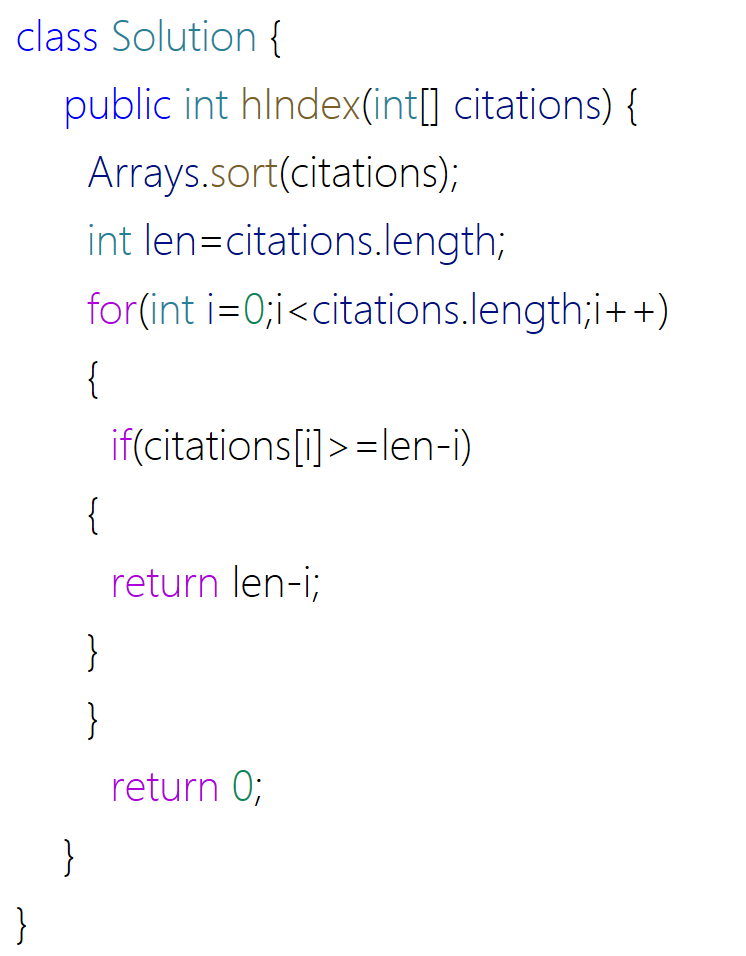 class Solution {
public int hIndex(int[] citations) {
Arrays.sort(citations);
int len=citations.length;
for(int i=0;i<citations.length;i++)
{
if(citations[i]>=len-i)
{
return len-i;
}
}
return 0;
}
}